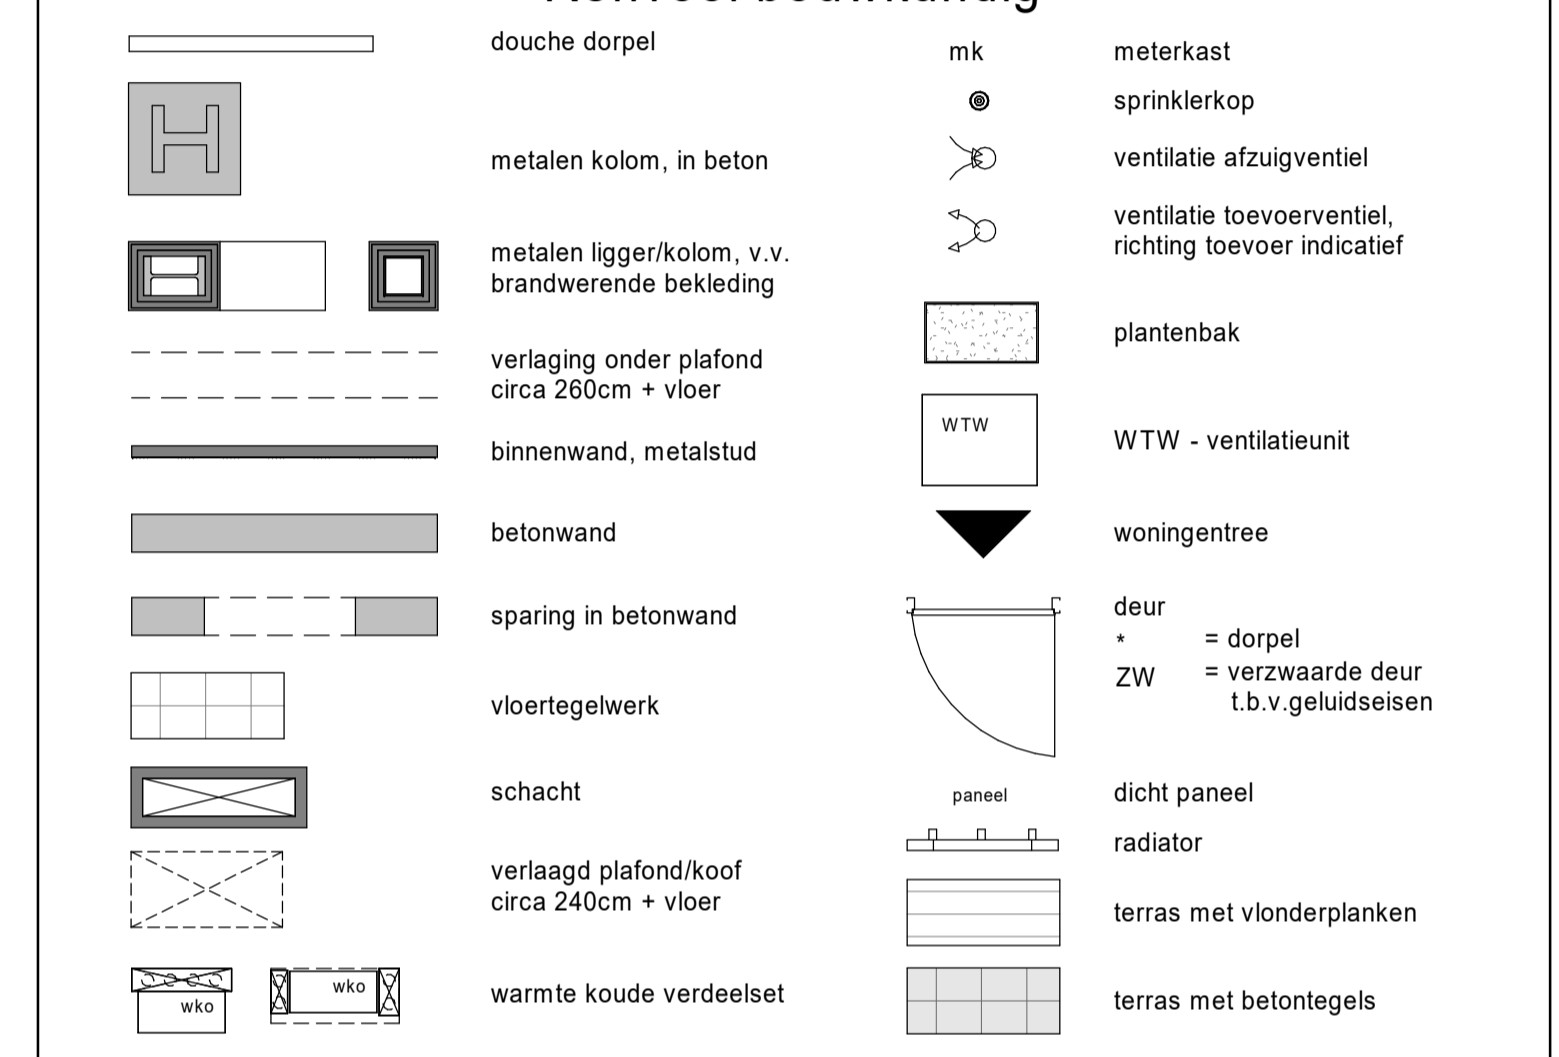 douche dorpel
metalen kolom, in beton
metalen ligger/kolom, v.v.
brandwerende bekleding
verlaging onder plafond
circa 260cm + vloer
binnenwand, metalstud
betonwand
sparing in betonwand
vloertegelwerk
schacht
verlaagd plafond/koof
circa 240cm + vloer
wko wko warmte koude verdeelset
mk meterkast
sprinklerkop
ventilatie afzuigventiel
ventilatie toevoerventiel,
richting toevoer indicatief
plantenbak
WTW
WTW - ventilatieunit
woningentree
deur
* = dorpel
ZW = verzwaarde deur
t.b.v.geluidseisen
paneel dicht paneel
radiator
terras met vlonderplanken
terras met betontegels